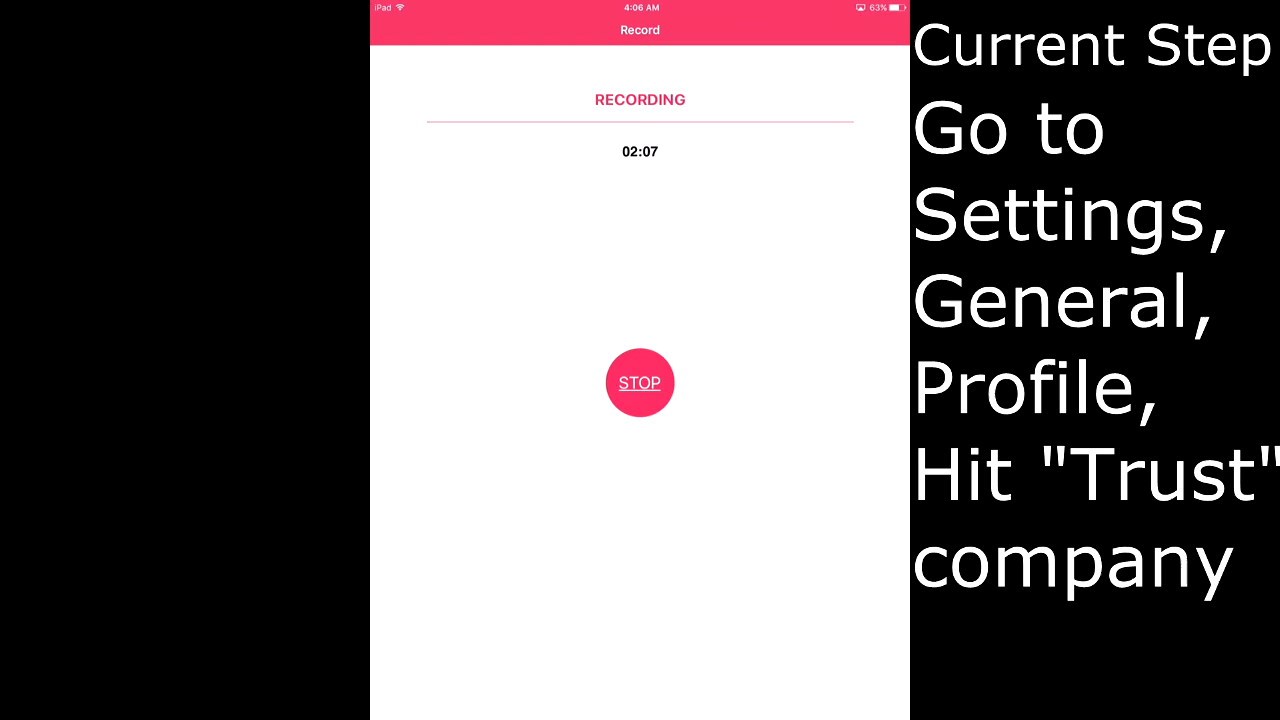 iPad 4:06 AM 63%
Record
RECORDING
02:07
STOP
Current Step
Go to
Settings,
General,
Profile,
Hit "Trust"
company